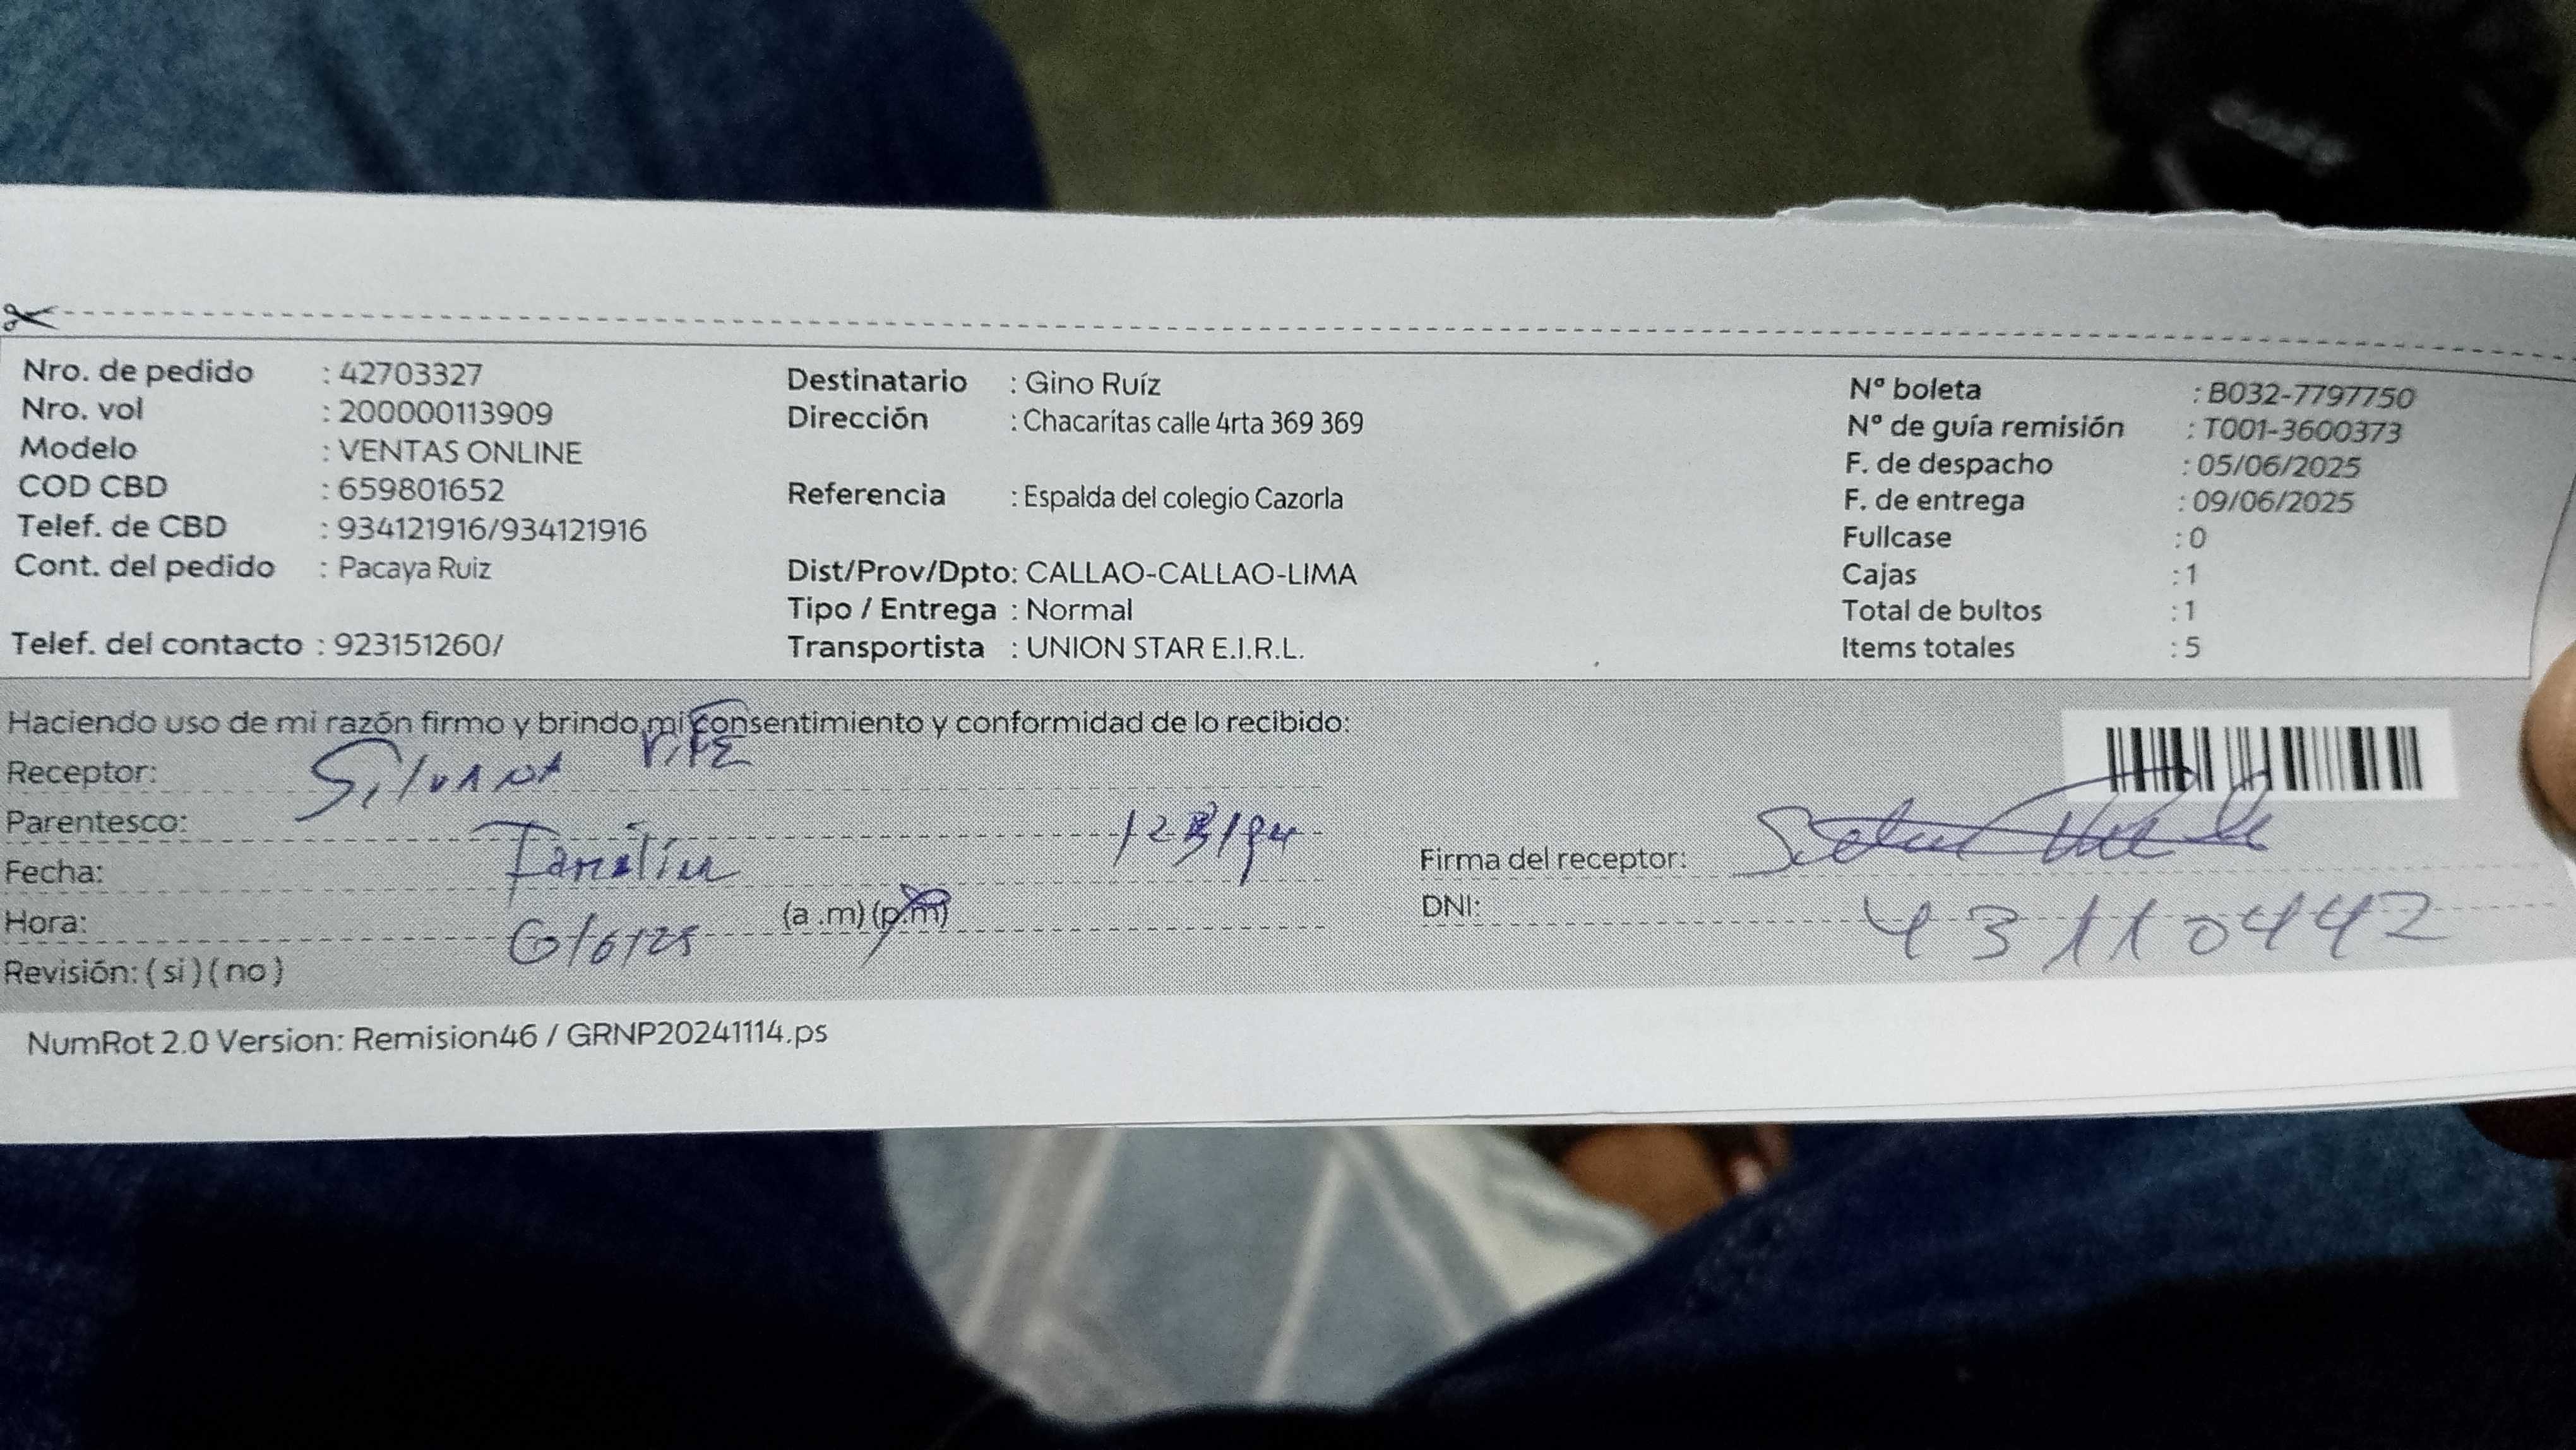 Nro. de pedido : 42703327
Nro. vol : 200000113909
Modelo : VENTAS ONLINE
COD CBD : 659801652
Telef. de CBD : 934121916/934121916
Cont. del pedido : Pacaya Ruiz
Telef. del contacto : 923151260/
Destinatario : Gino Ruíz
Dirección : Chacaritas calle 4rta 369 369
Referencia : Espalda del colegio Cazorla
Dist/Prov/Dpto: CALLAO-CALLAO-LIMA
Tipo / Entrega : Normal
Transportista : UNION STAR E.I.R.L.
Nº boleta : B032-7797750
Nº de guía remisión : T001-3600373
F. de despacho : 05/06/2025
F. de entrega : 09/06/2025
Fullcase : 0
Cajas : 1
Total de bultos : 1
Items totales : 5
Haciendo uso de mi razón firmo y brindo mi consentimiento y conformidad de lo recibido:
Receptor: Silvana
Parentesco:
Fecha:
Hora: (a .m) (p.m)
Revisión: ( si ) ( no )
Firma del receptor:
DNI: 43110442
NumRot 2.0 Version: Remision46 / GRNP20241114.ps